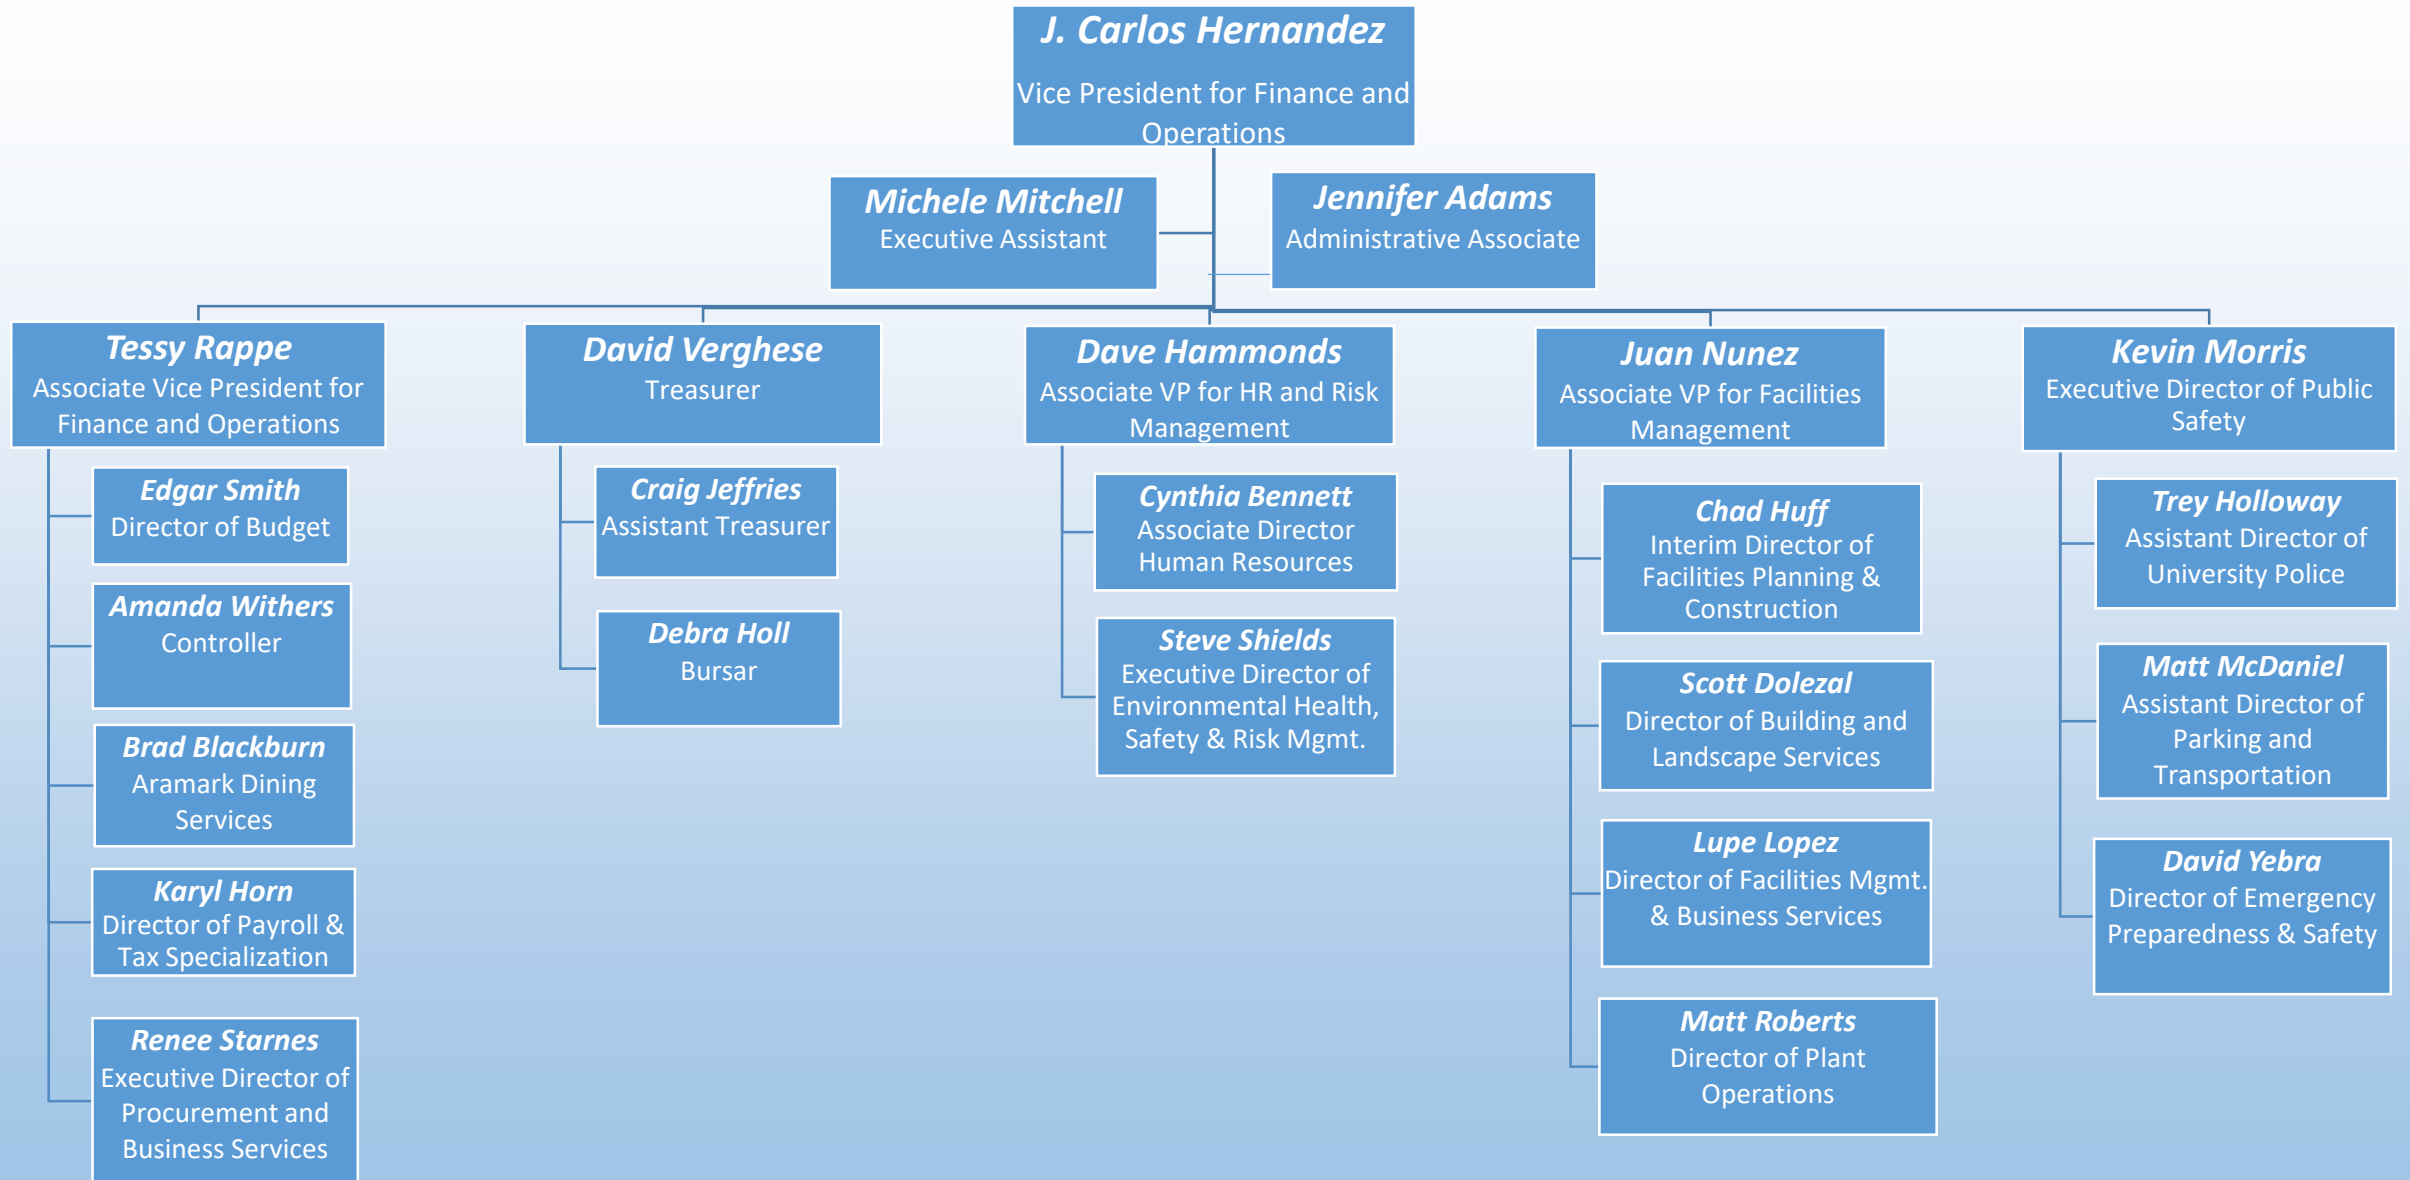 J. Carlos Hernandez
Vice President for Finance and
Operations
Michele Mitchell
Executive Assistant
Jennifer Adams
Administrative Associate
Tessy Rappe
Associate Vice President for
Finance and Operations
Edgar Smith
Director of Budget
Amanda Withers
Controller
Brad Blackburn
Aramark Dining
Services
Karyl Horn
Director of Payroll &
Tax Specialization
Renee Starnes
Executive Director of
Procurement and
Business Services
David Verghese
Treasurer
Craig Jeffries
Assistant Treasurer
Debra Holl
Bursar
Dave Hammonds
Associate VP for HR and Risk
Management
Cynthia Bennett
Associate Director
Human Resources
Steve Shields
Executive Director of
Environmental Health,
Safety & Risk Mgmt.
Juan Nunez
Associate VP for Facilities
Management
Chad Huff
Interim Director of
Facilities Planning &
Construction
Scott Dolezal
Director of Building and
Landscape Services
Lupe Lopez
Director of Facilities Mgmt.
& Business Services
Matt Roberts
Director of Plant
Operations
Kevin Morris
Executive Director of Public
Safety
Trey Holloway
Assistant Director of
University Police
Matt McDaniel
Assistant Director of
Parking and
Transportation
David Yebra
Director of Emergency
Preparedness & Safety